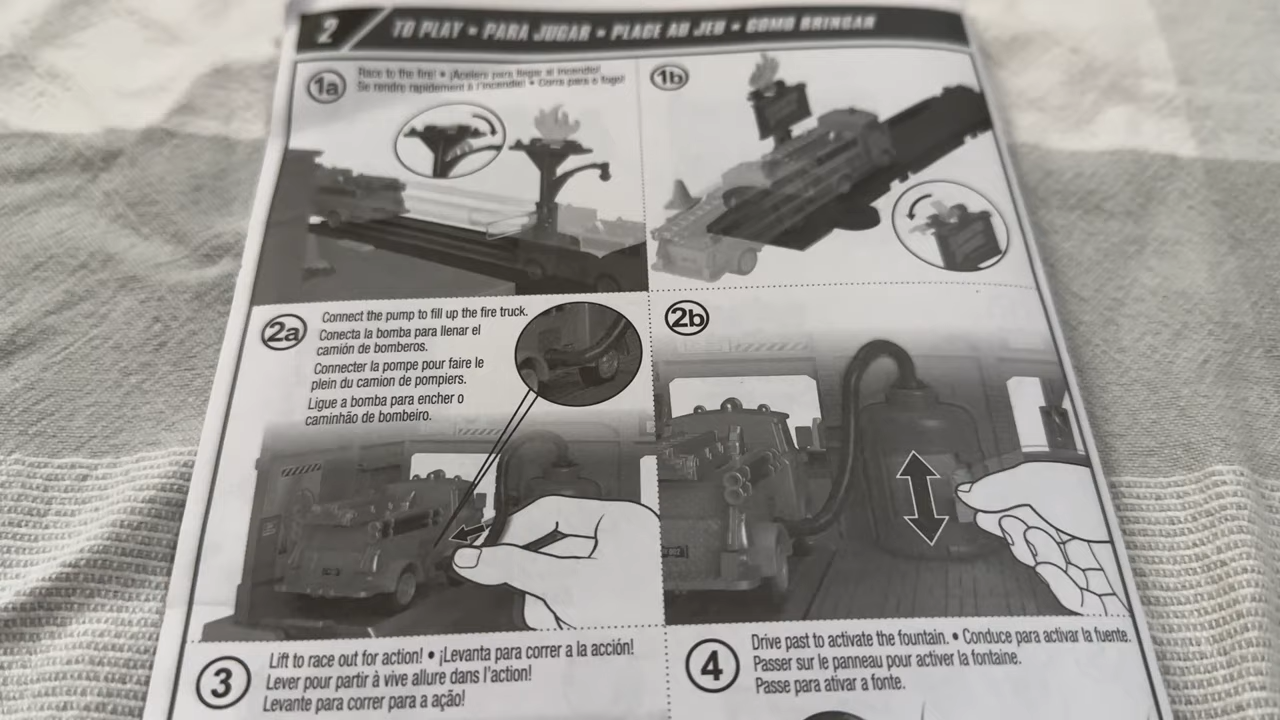 2 TO PLAY • PARA JUGAR • PLACE AU JEU • COMO BRINCAR
1a
Race to the fire! • ¡Acelera para llegar al incendio!
Se rendre rapidement à l'incendie! • Corra para o fogo!
1b
2a
Connect the pump to fill up the fire truck.
Conecta la bomba para llenar el
camión de bomberos.
Connecter la pompe pour faire le
plein du camion de pompiers.
Ligue a bomba para encher o
caminhão de bombeiro.
2b
3
Lift to race out for action! • ¡Levanta para correr a la acción!
Lever pour partir à vive allure dans l'action!
Levante para correr para a ação!
4
Drive past to activate the fountain. • Conduce para activar la fuente.
Passer sur le panneau pour activer la fontaine.
Passe para ativar a fonte.